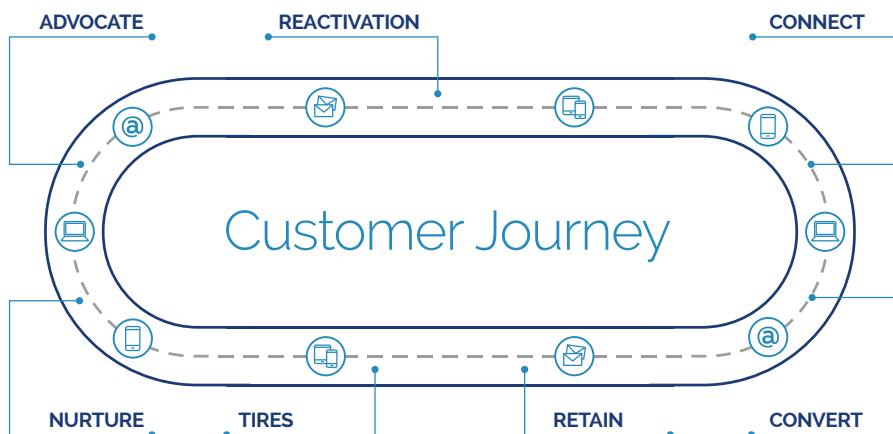 ADVOCATE
REACTIVATION
CONNECT
@
Customer Journey
@
NURTURE
TIRES
RETAIN
CONVERT